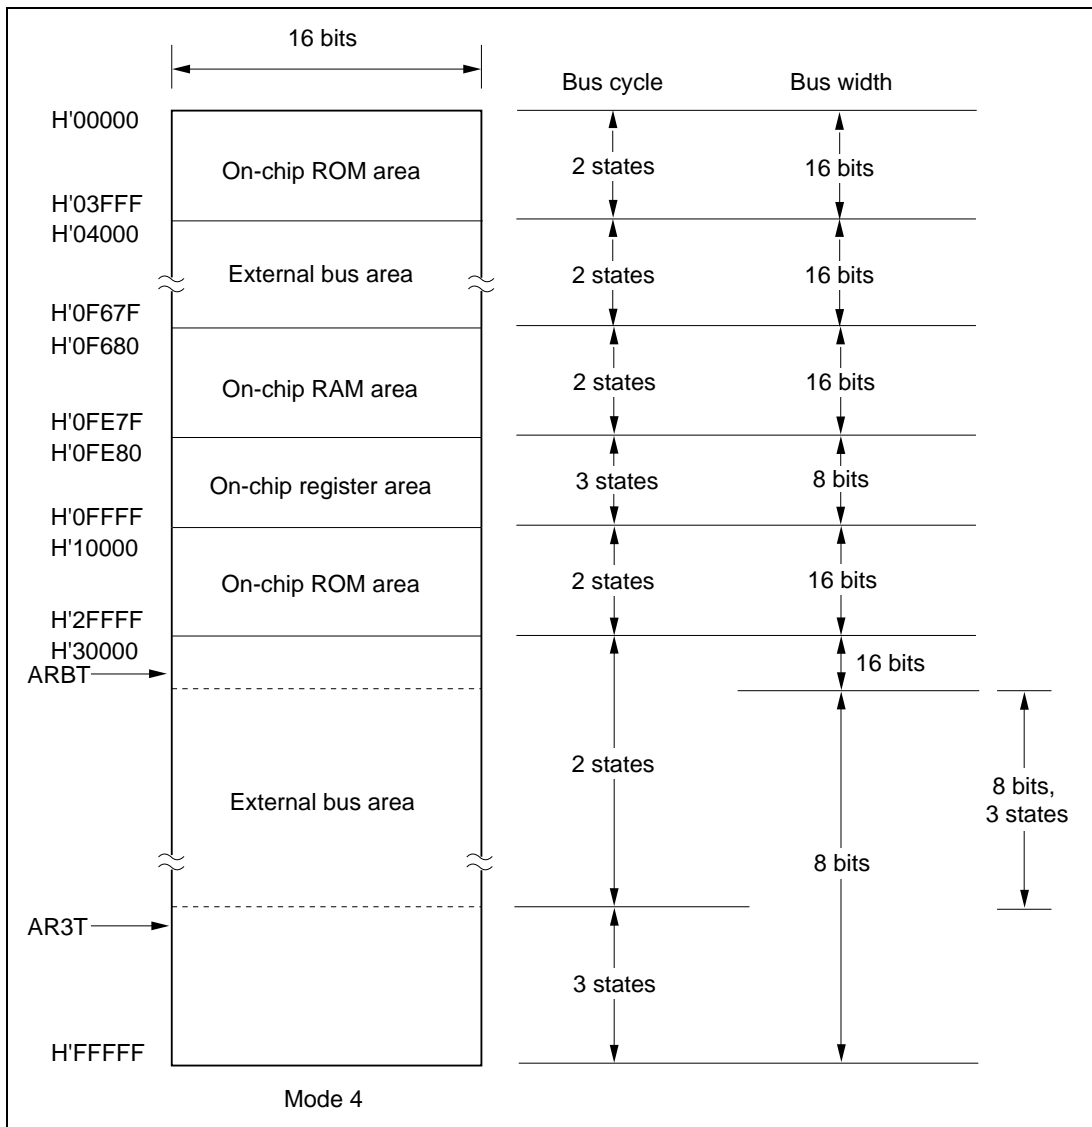 16 bits
Bus cycle
Bus width
H'00000
On-chip ROM area
2 states
16 bits
H'03FFF
H'04000
External bus area
2 states
16 bits
H'0F67F
H'0F680
On-chip RAM area
2 states
16 bits
H'0FE7F
H'0FE80
On-chip register area
3 states
8 bits
H'0FFFF
H'10000
On-chip ROM area
2 states
16 bits
H'2FFFF
H'30000
ARBT
16 bits
External bus area
2 states
8 bits,
3 states
8 bits
AR3T
3 states
H'FFFFF
Mode 4